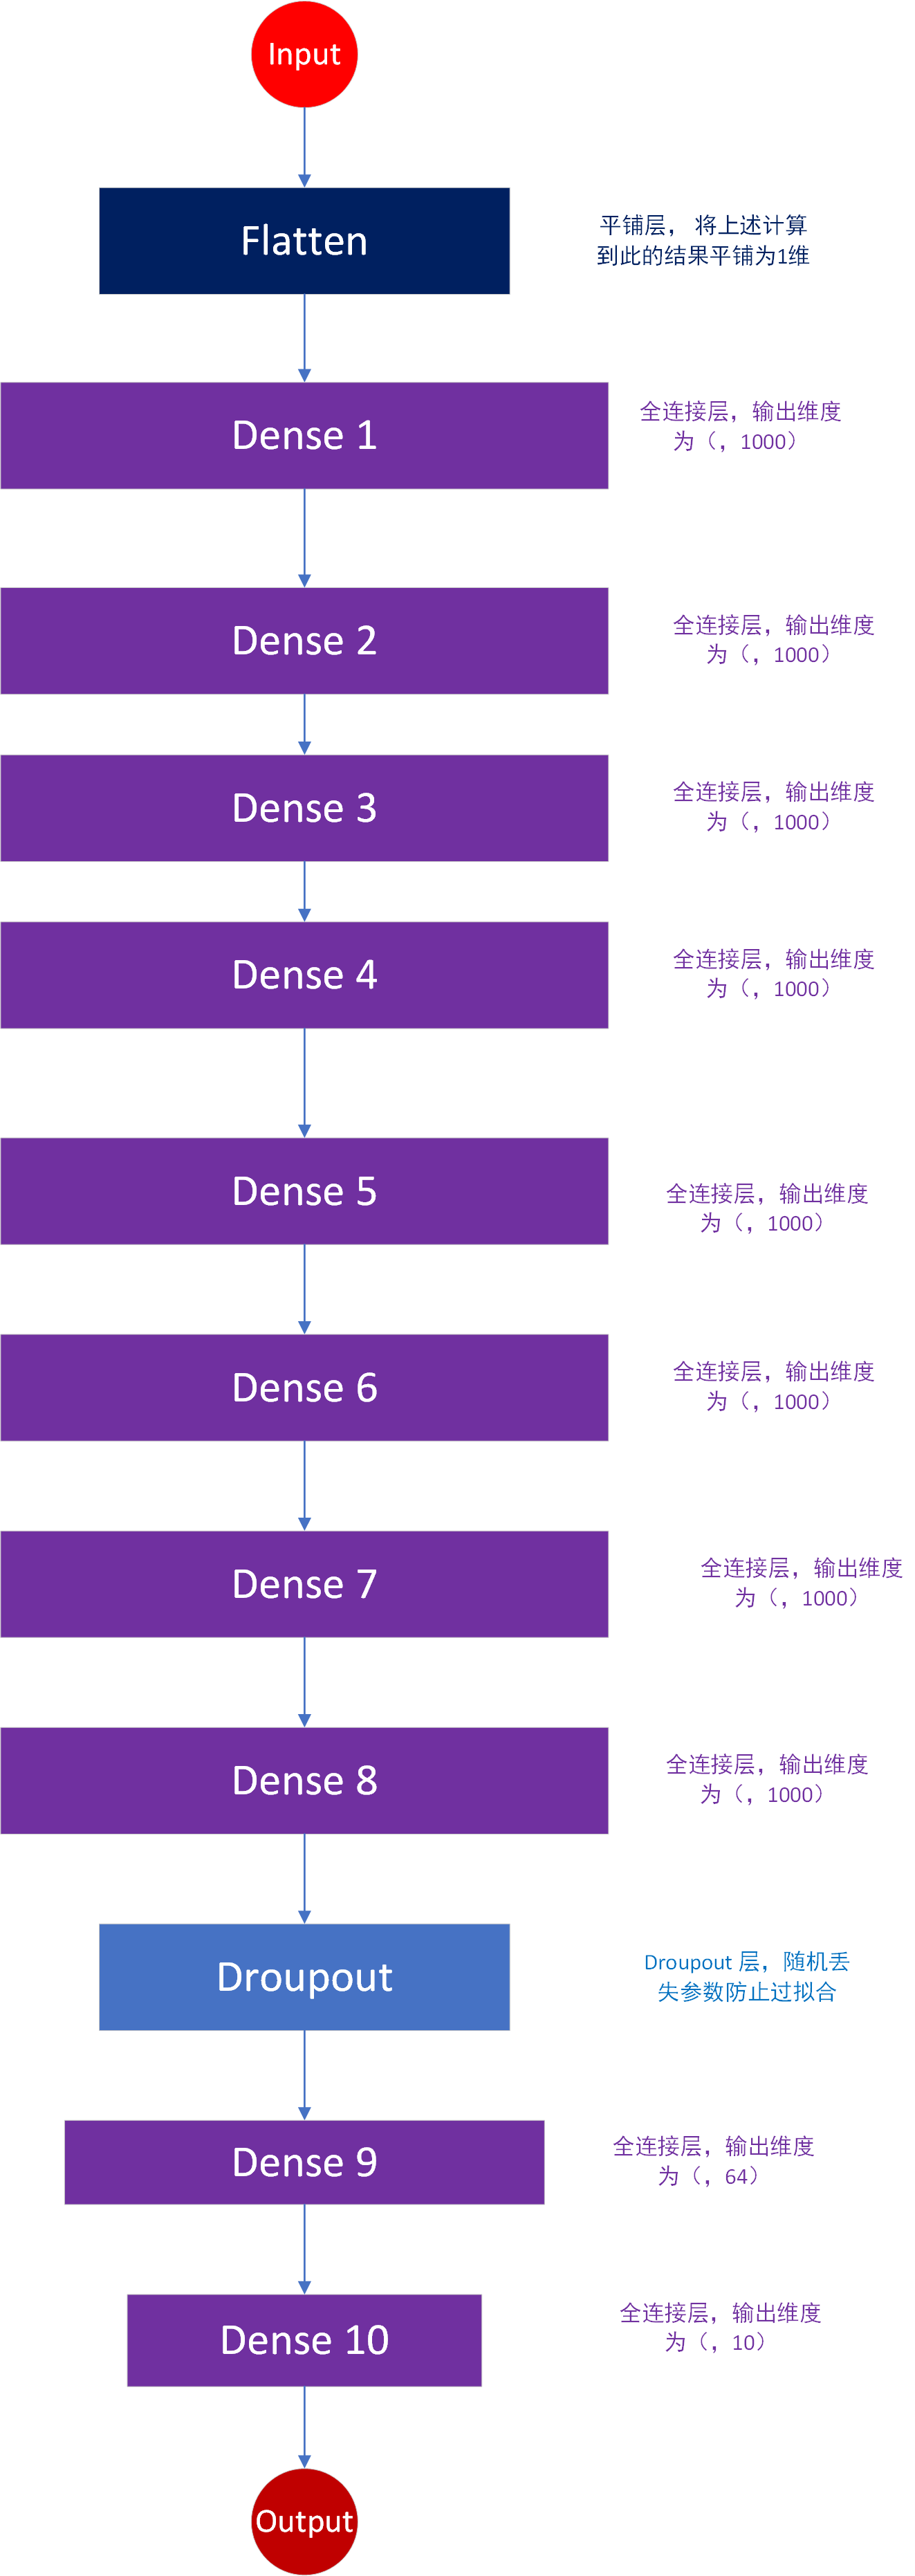 Input
Flatten
平铺层， 将上述计算
到此的结果平铺为1维
Dense 1
全连接层，输出维度
为（，1000）
Dense 2
全连接层，输出维度
为（，1000）
Dense 3
全连接层，输出维度
为（，1000）
Dense 4
全连接层，输出维度
为（，1000）
Dense 5
全连接层，输出维度
为（，1000）
Dense 6
全连接层，输出维度
为（，1000）
Dense 7
全连接层，输出维度
为（，1000）
Dense 8
全连接层，输出维度
为（，1000）
Droupout
Droupout 层，随机丢
失参数防止过拟合
Dense 9
全连接层，输出维度
为（，64）
Dense 10
全连接层，输出维度
为（，10）
Output